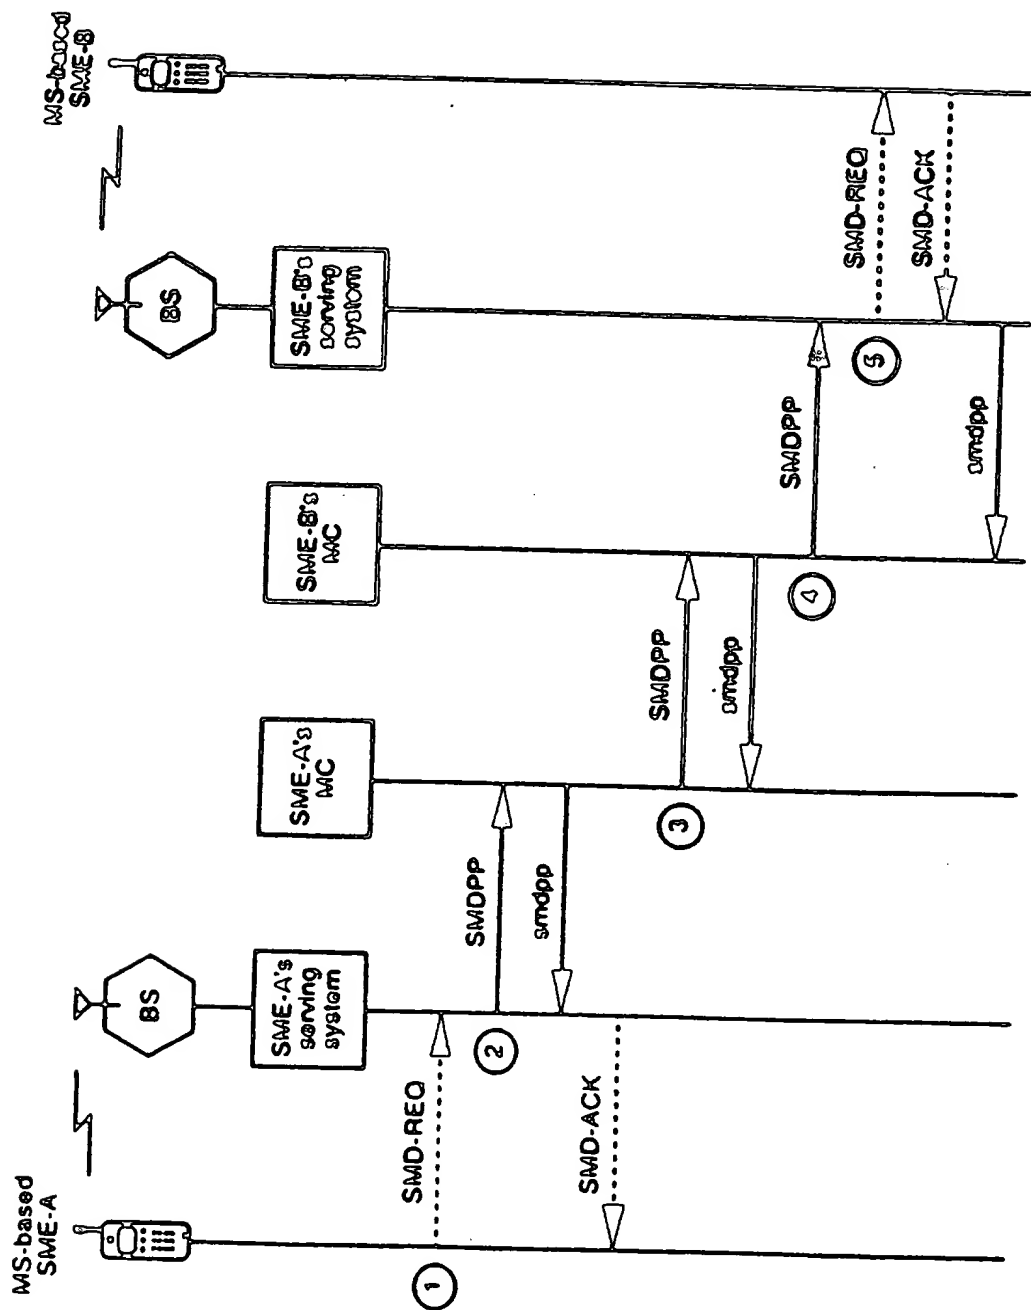 MS-based
SME-A
BS
SME-A's
serving
system
SME-A's
MC
SME-B's
MC
BS
SME-B's
serving
system
MS-based
SME-B
1
SMD-REQ
2
SMDPP
smdpp
SMD-ACK
3
SMDPP
smdpp
4
SMDPP
5
SMD-REQ
SMD-ACK
smdpp